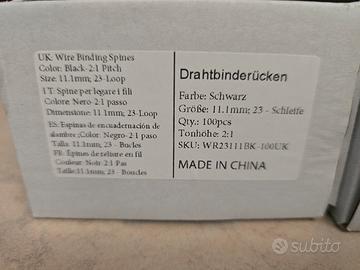 UK: Wire Binding Spines
Color: Black-2:1 Pitch
Size: 11.1mm; 23-Loop
IT: Spine per legare i fili
Colore: Nero-2:1 passo
Dimensione: 11.1mm; 23-Loop
ES: Espinas de encuadernación de
alambre ;Color: Negro-2:1 paso
Talla: 11.1mm; 23 - Bucles
FR: Épines de reliure en fil
Couleur: Noir-2:1 Pas
Taille:11.1mm; 23 - Boucles
Drahtbinderücken
Farbe: Schwarz
Größe: 11.1mm; 23 - Schleife
Qty.: 100pcs
Tonhöhe: 2:1
SKU: WR23111BK-100UK
MADE IN CHINA
subito